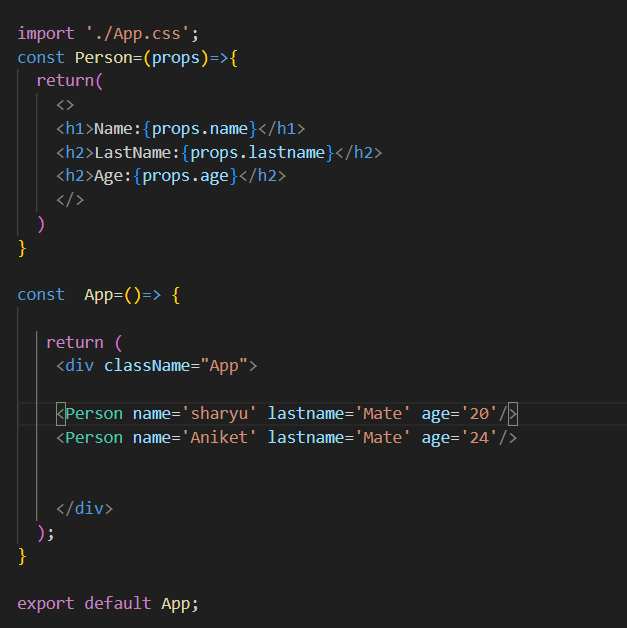 import './App.css';
const Person=(props)=>{
return(
<>
<h1>Name:{props.name}</h1>
<h2>LastName:{props.lastname}</h2>
<h2>Age:{props.age}</h2>
</>
)
}
const  App=()=> {
return (
<div className="App">
<Person name='sharyu' lastname='Mate' age='20'/>
<Person name='Aniket' lastname='Mate' age='24'/>
</div>
);
}
export default App;